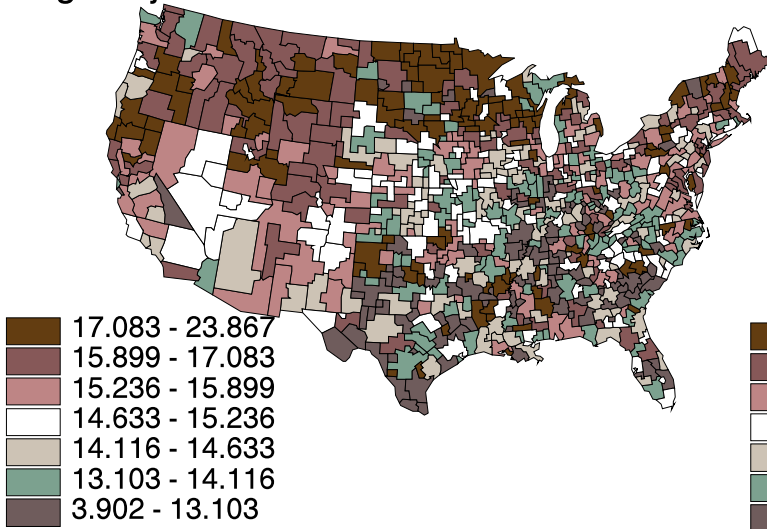 17.083 - 23.867
15.899 - 17.083
15.236 - 15.899
14.633 - 15.236
14.116 - 14.633
13.103 - 14.116
3.902 - 13.103